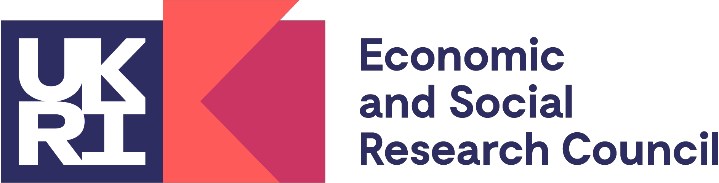 UK
RI
Economic
and Social
Research Council